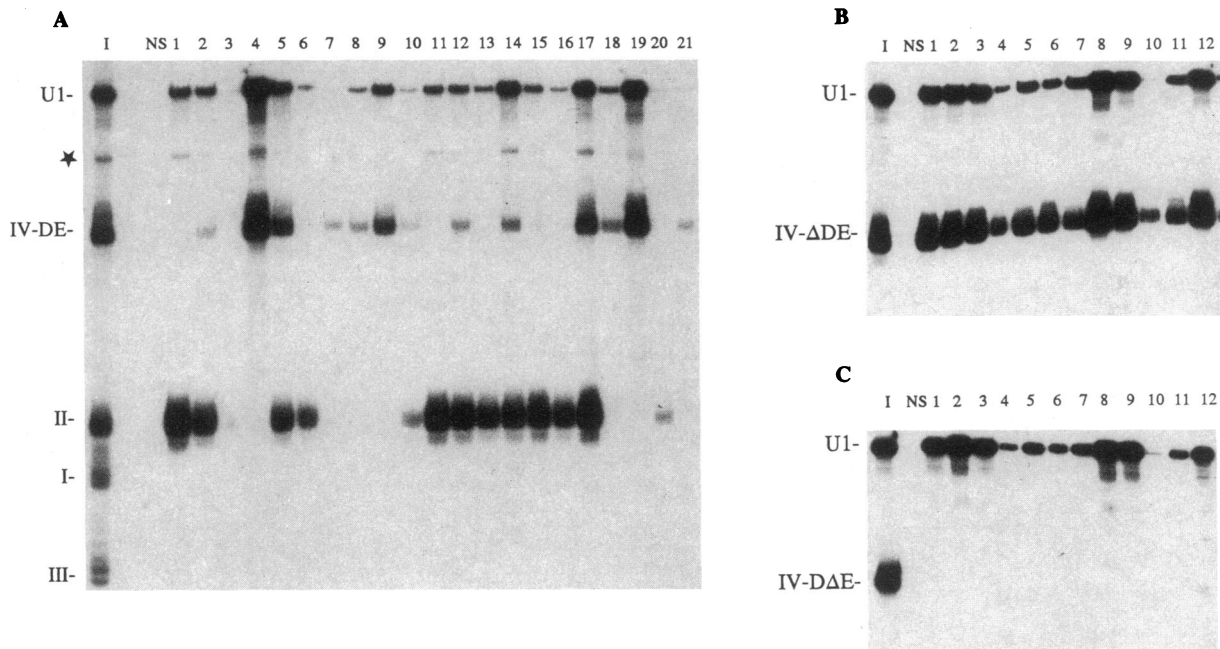 A
I NS 1 2 3 4 5 6 7 8 9 10 11 12 13 14 15 16 17 18 19 20 21
U1-
IV-DE-
II-
I-
III-
B
I NS 1 2 3 4 5 6 7 8 9 10 11 12
U1-
IV-ΔDE-
C
I NS 1 2 3 4 5 6 7 8 9 10 11 12
U1-
IV-DΔE-